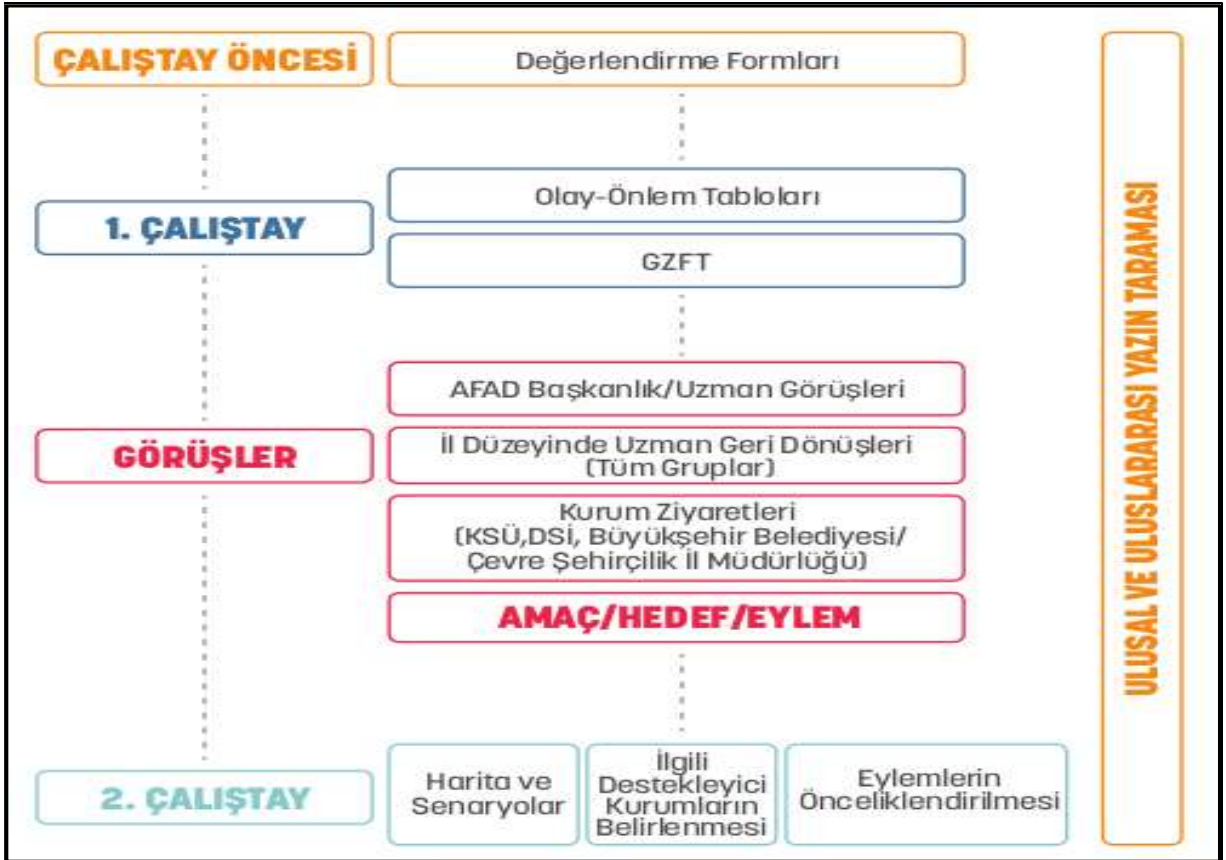 ÇALIŞTAY ÖNCESİ
Değerlendirme Formları
1. ÇALIŞTAY
Olay-Önlem Tabloları
GZFT
GÖRÜŞLER
AFAD Başkanlık/Uzman Görüşleri
İl Düzeyinde Uzman Geri Dönüşleri
(Tüm Gruplar)
Kurum Ziyaretleri
(KSÜ,DSİ, Büyükşehir Belediyesi/
Çevre Şehirçilik İl Müdürlüğü)
AMAÇ/HEDEF/EYLEM
2. ÇALIŞTAY
Harita ve
Senaryolar
İlgili
Destekleyici
Kurumların
Belirlenmesi
Eylemlerin
Önceliklendirilmesi
ULUSAL VE ULUSLARARASI YAZIN TARAMASI